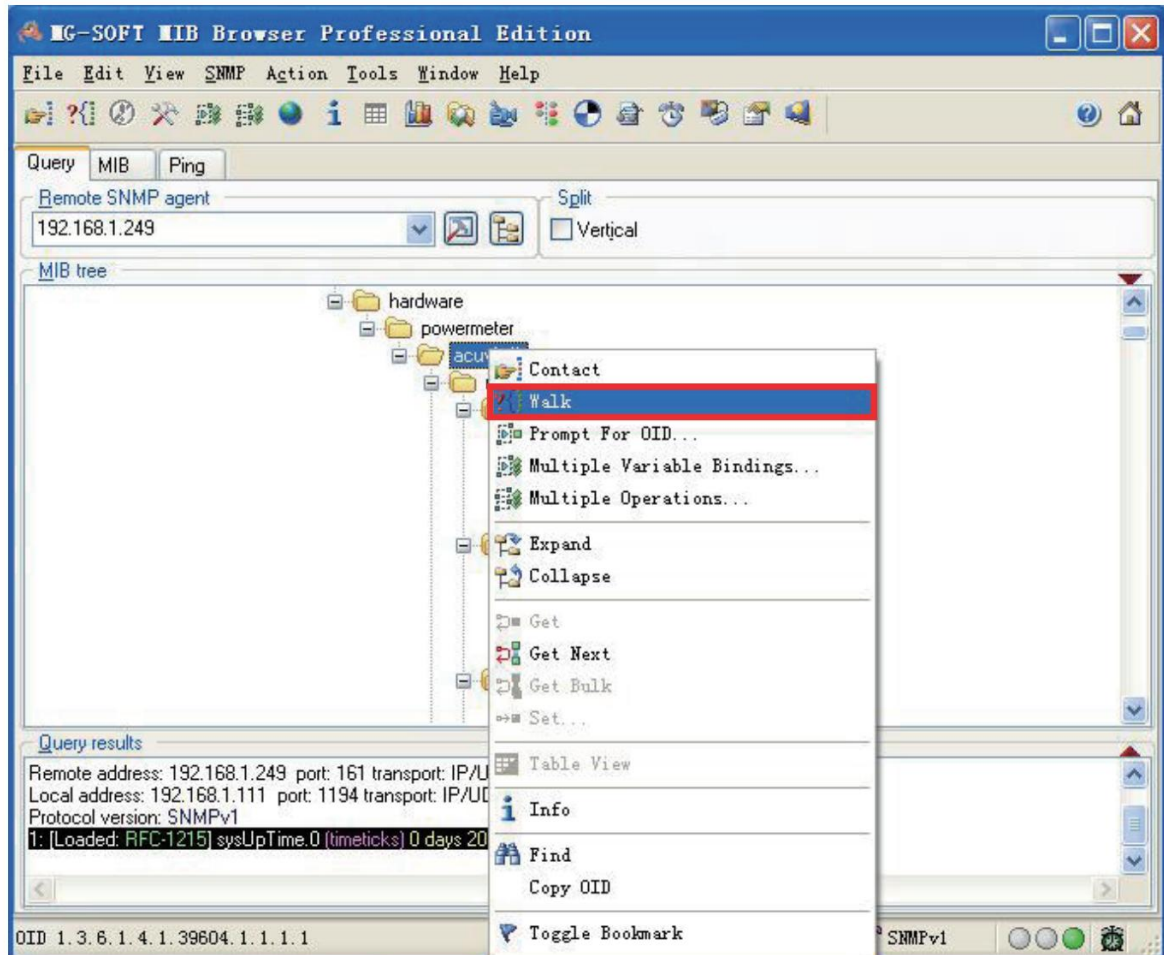 MG-SOFT MIB Browser Professional Edition
File Edit View SNMP Action Tools Window Help
Query MIB Ping
Remote SNMP agent
Split
192.168.1.249
Vertical
MIB tree
hardware
powermeter
Contact
Walk
Prompt For OID...
Multiple Variable Bindings...
Multiple Operations...
Expand
Collapse
Get
Get Next
Get Bulk
Set...
Table View
Info
Find
Copy OID
Toggle Bookmark
Query results
Remote address: 192.168.1.249 port: 161 transport: IP/U
Local address: 192.168.1.111 port: 1194 transport: IP/UD
Protocol version: SNMPv1
1: [Loaded: RFC-1215] sysUpTime.0 (timeticks) 0 days 20
OID 1.3.6.1.4.1.39604.1.1.1.1
SNMPv1